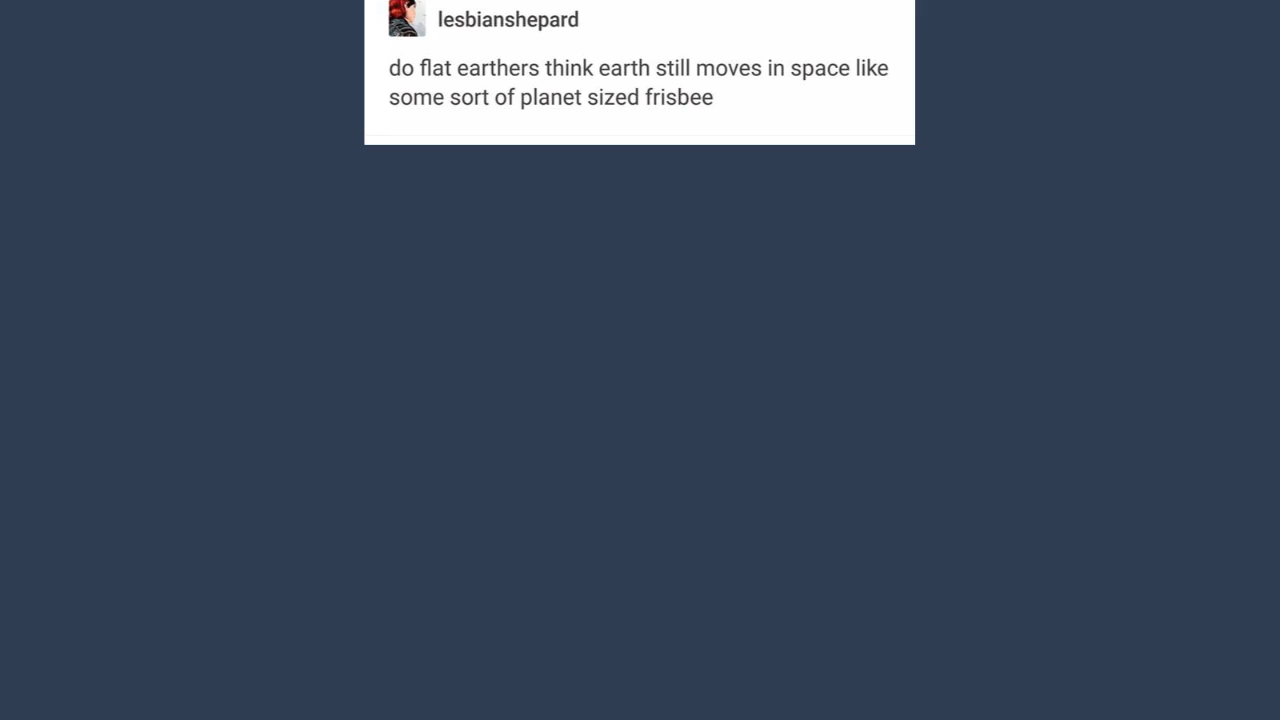 lesbianshepard
do flat earthers think earth still moves in space like
some sort of planet sized frisbee